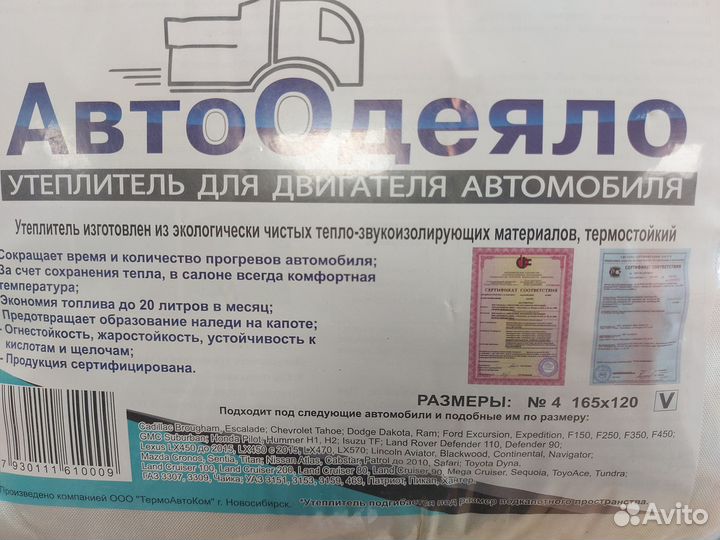 АвтоОдеяло
УТЕПЛИТЕЛЬ ДЛЯ ДВИГАТЕЛЯ АВТОМОБИЛЯ
Утеплитель изготовлен из экологически чистых тепло-звукоизолирующих материалов, термостойкий
Сокращает время и количество прогревов автомобиля;
За счет сохранения тепла, в салоне всегда комфортная
температура;
Экономия топлива до 20 литров в месяц;
Предотвращает образование наледи на капоте;
- Огнестойкость, жаростойкость, устойчивость к
кислотам и щелочам;
- Продукция сертифицирована.
СЕРТИФИКАТ СООТВЕТСТВИЯ
СЕРТИФИКАТ СООТВЕТСТВИЯ
РАЗМЕРЫ: № 4 165х120 V
Подходит под следующие автомобили и подобные им по размеру:
Cadillac Brougham, Escalade; Chevrolet Tahoe; Dodge Dakota, Ram; Ford Excursion, Expedition, F150, F250, F350, F450;
GMC Suburban; Honda Pilot; Hummer H1, H2; Isuzu TF; Land Rover Defender 110, Defender 90;
Lexus LX450 до 2015, LX450 с 2015, LX470, LX570; Lincoln Aviator, Blackwood, Continental, Navigator;
Mazda Cronos, Sentia, Titan; Nissan Atlas, Patrol до 2010, Safari; Toyota Dyna,
Land Cruiser 100, Land Cruiser 200, Land Cruiser 80, Land Cruiser 90, Mega Cruiser, Sequoia, ToyoAce, Tundra;
ГАЗ 3307, 3309, Чайка; УАЗ 3151, 3153, 3159, 469, Патриот, Пикап, Хантер.
7930111610009
Произведено компанией ООО "ТермоАвтоКом" г. Новосибирск.
*Утеплитель подгибается под размер подкапотного пространства.
Avito